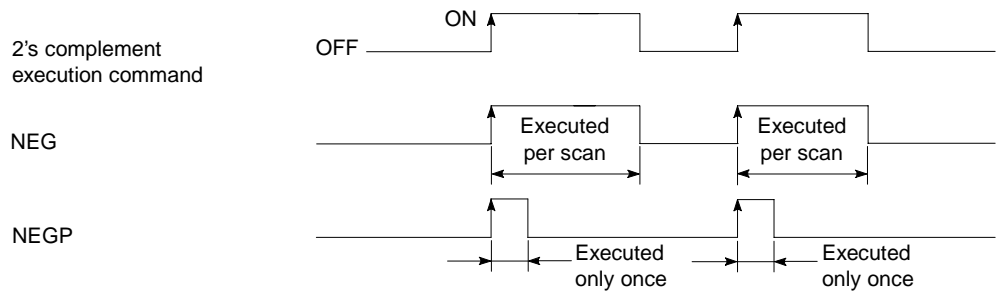 ON
OFF
2's complement
execution command
NEG
Executed
per scan
Executed
per scan
NEGP
Executed
only once
Executed
only once